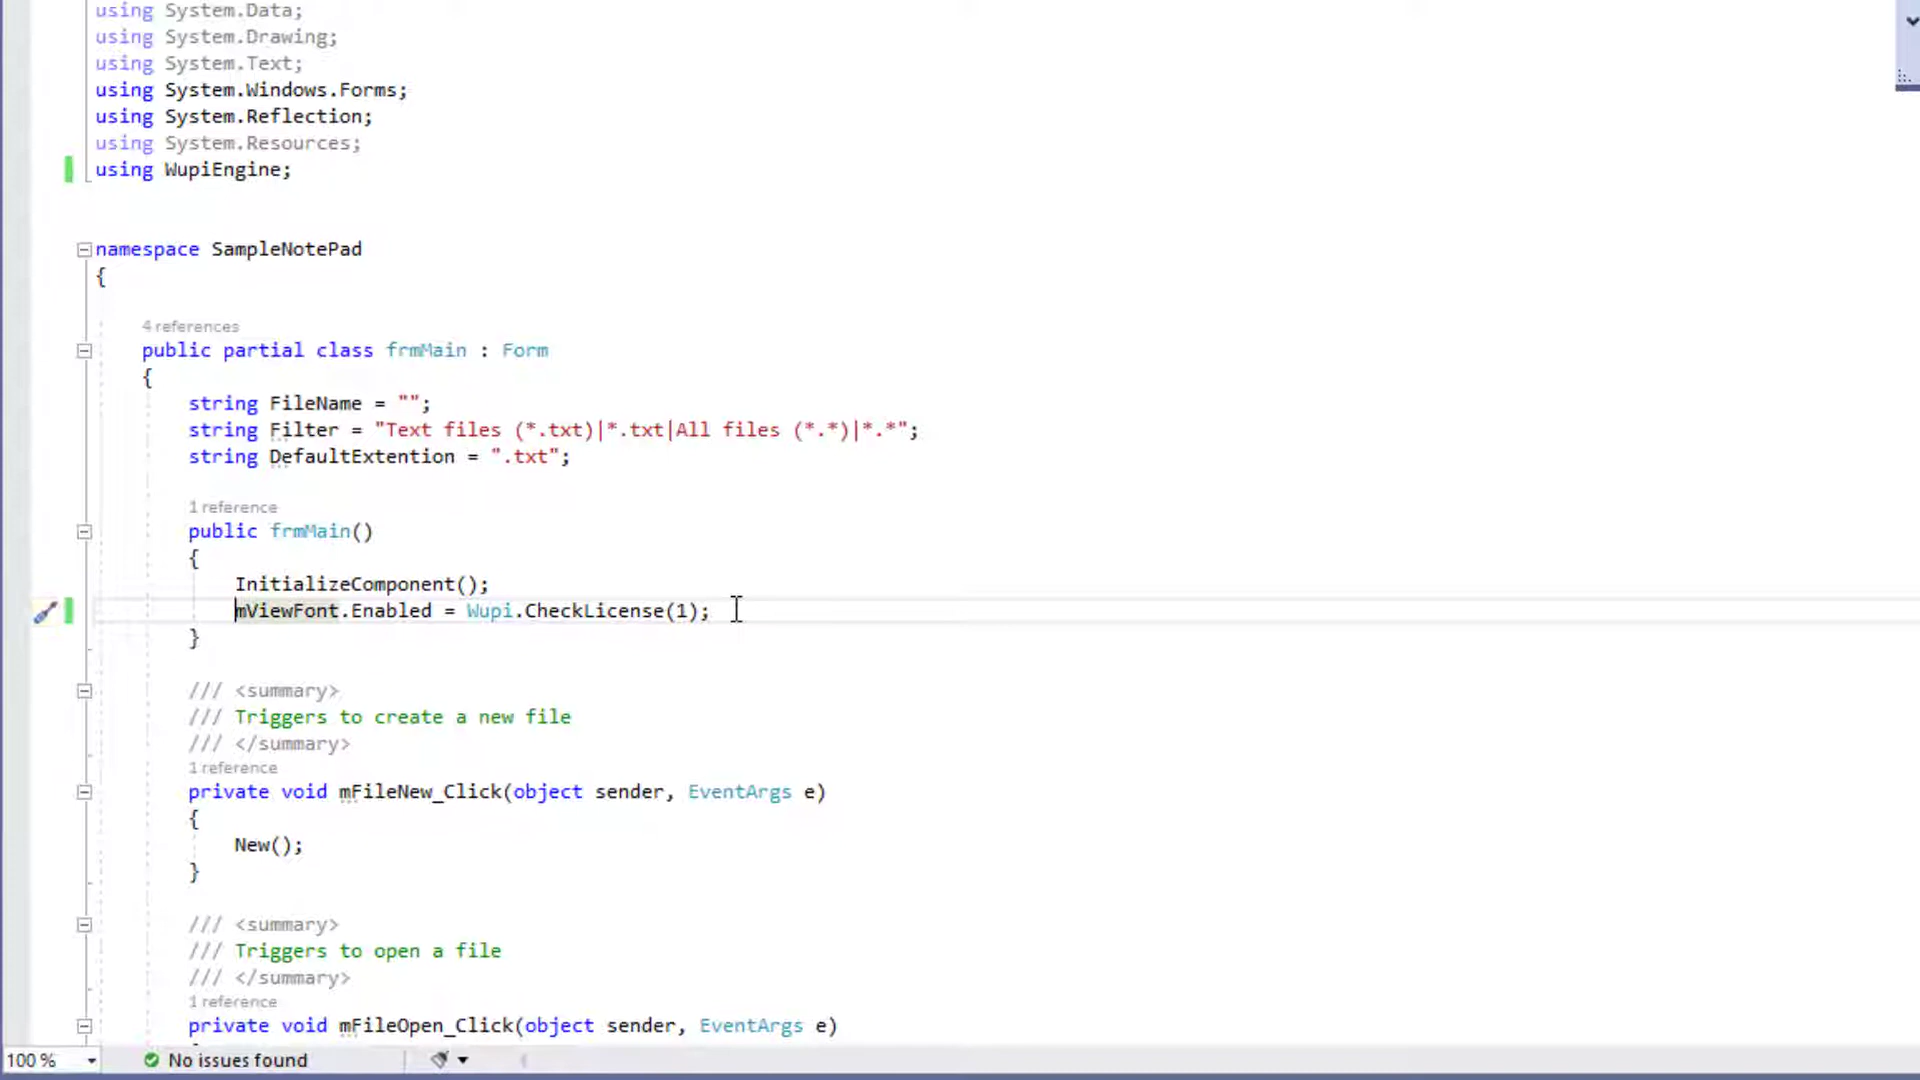 using System.Data;
using System.Drawing;
using System.Text;
using System.Windows.Forms;
using System.Reflection;
using System.Resources;
using WupiEngine;
namespace SampleNotePad
{
4 references
public partial class frmMain : Form
{
string FileName = "";
string Filter = "Text files (*.txt)|*.txt|All files (*.*)|*.*";
string DefaultExtention = ".txt";
1 reference
public frmMain()
{
InitializeComponent();
mViewFont.Enabled = Wupi.CheckLicense(1);
}
/// <summary>
/// Triggers to create a new file
/// </summary>
1 reference
private void mFileNew_Click(object sender, EventArgs e)
{
New();
}
/// <summary>
/// Triggers to open a file
/// </summary>
1 reference
private void mFileOpen_Click(object sender, EventArgs e)
100 %
No issues found